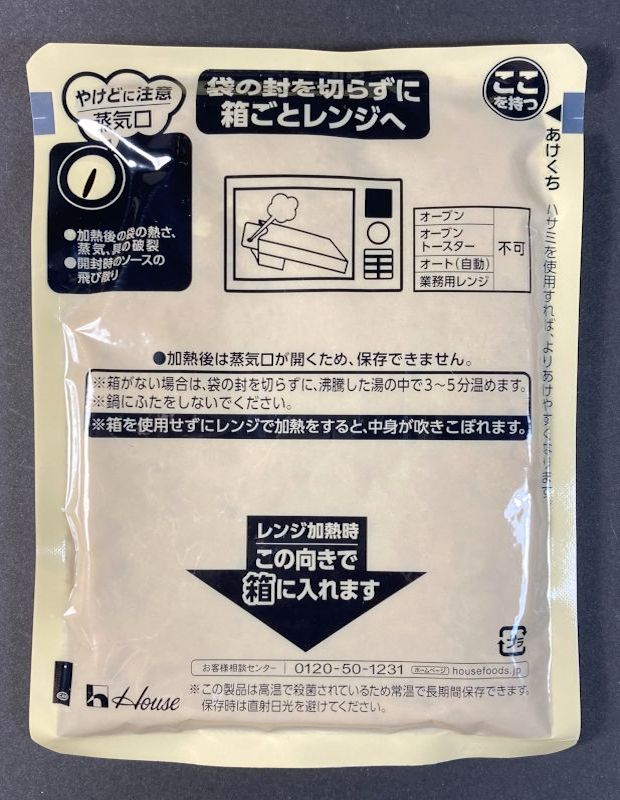 やけどに注意
蒸気口
袋の封を切らずに
箱ごとレンジへ
ここ
を持つ
◀あけくち ハサミを使用すれば、よりあけやすくなります。
●加熱後の袋の熱さ、
蒸気、具の破裂
●開封時のソースの
飛び散り
オーブン
オーブン
トースター
オート(自動)
業務用レンジ
不可
●加熱後は蒸気口が開くため、保存できません。
※箱がない場合は、袋の封を切らずに、沸騰した湯の中で3〜5分温めます。
※鍋にふたをしないでください。
※箱を使用せずにレンジで加熱をすると、中身が吹きこぼれます。
レンジ加熱時
この向きで
箱に入れます
プラ
お客様相談センター 0120-50-1231 ホームページ housefoods.jp
House
※この製品は高温で殺菌されているため常温で長期間保存できます。
保存時は直射日光を避けてください。